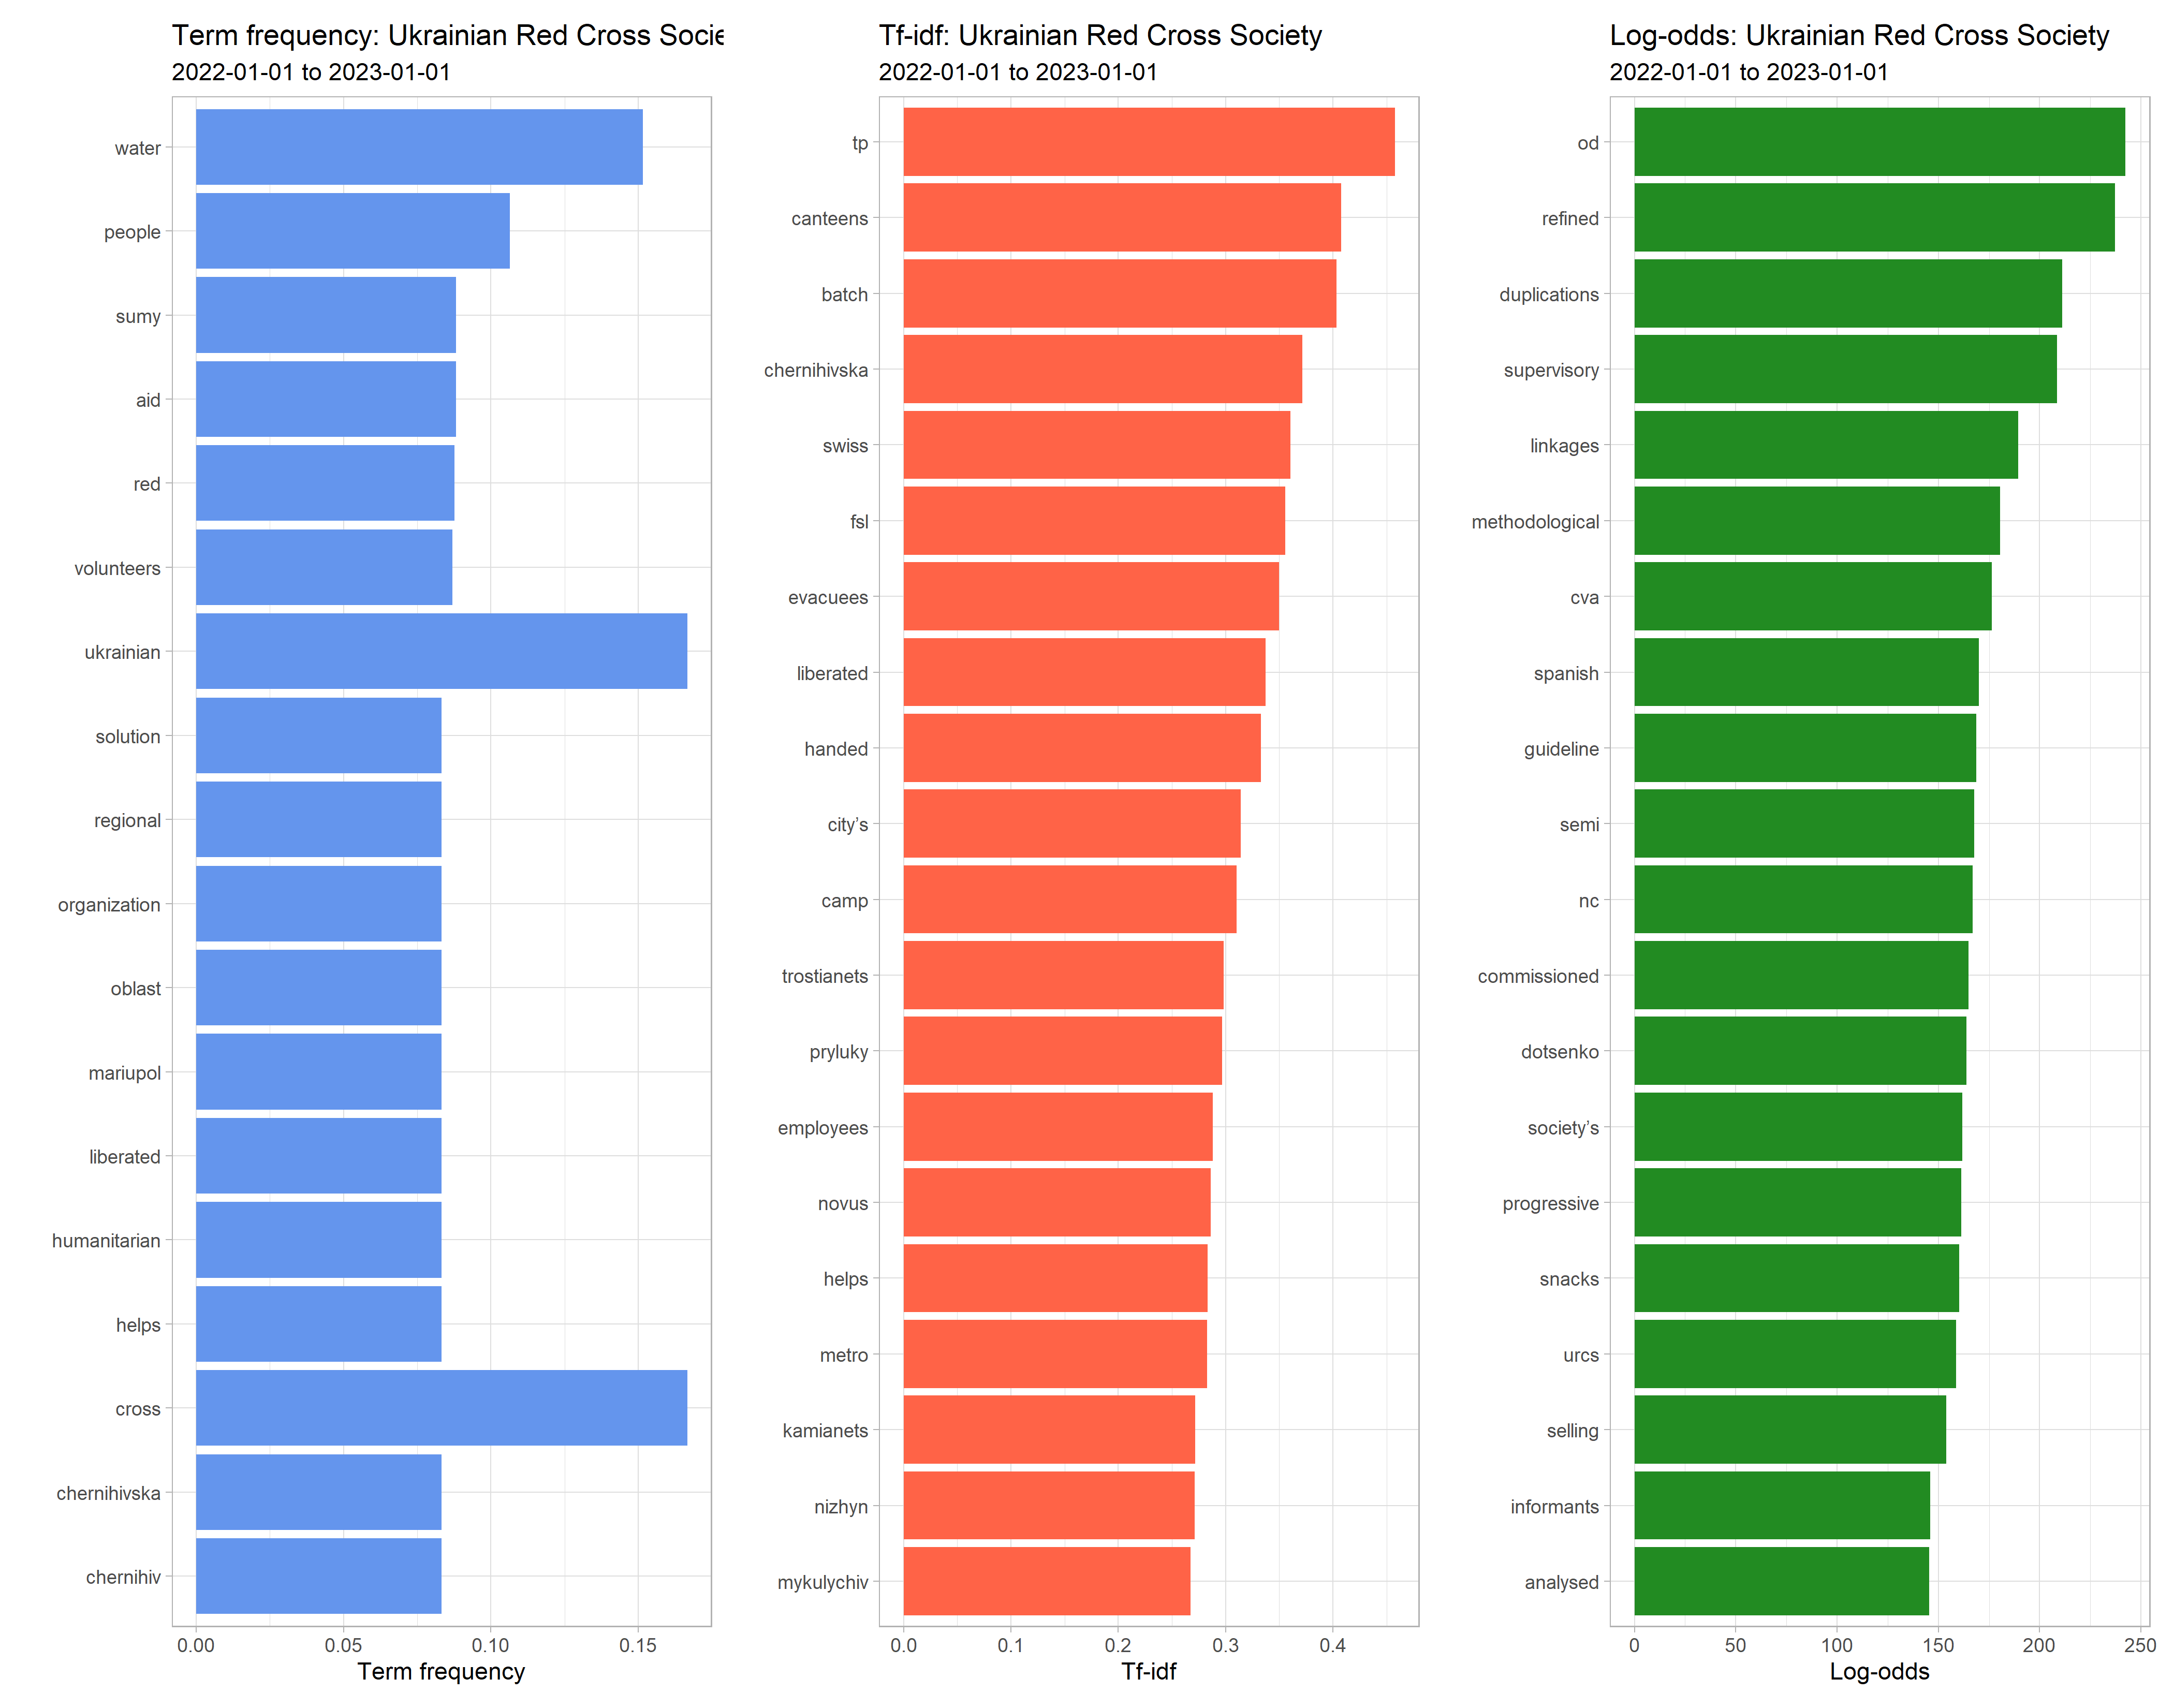 Term frequency: Ukrainian Red Cross Socie
2022-01-01 to 2023-01-01
water
people
sumy
aid
red
volunteers
ukrainian
solution
regional
organization
oblast
mariupol
liberated
humanitarian
helps
cross
chernihivska
chernihiv
0.00 0.05 0.10 0.15
Term frequency
Tf-idf: Ukrainian Red Cross Society
2022-01-01 to 2023-01-01
tp
canteens
batch
chernihivska
swiss
fsl
evacuees
liberated
handed
city’s
camp
trostianets
pryluky
employees
novus
helps
metro
kamianets
nizhyn
mykulychiv
0.0 0.1 0.2 0.3 0.4
Tf-idf
Log-odds: Ukrainian Red Cross Society
2022-01-01 to 2023-01-01
od
refined
duplications
supervisory
linkages
methodological
cva
spanish
guideline
semi
nc
commissioned
dotsenko
society’s
progressive
snacks
urcs
selling
informants
analysed
0 50 100 150 200 250
Log-odds